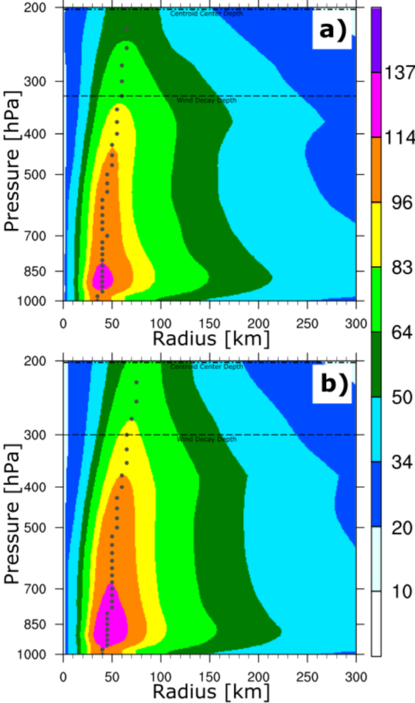 200
Centroid Center Depth
a)
300
Wind Decay Depth
400
500
700
850
1000
Pressure [hPa]
0 50 100 150 200 250 300
Radius [km]
200
Centroid Center Depth
b)
300
Wind Decay Depth
400
500
700
850
1000
Pressure [hPa]
0 50 100 150 200 250 300
Radius [km]
137
114
96
83
64
50
34
20
10